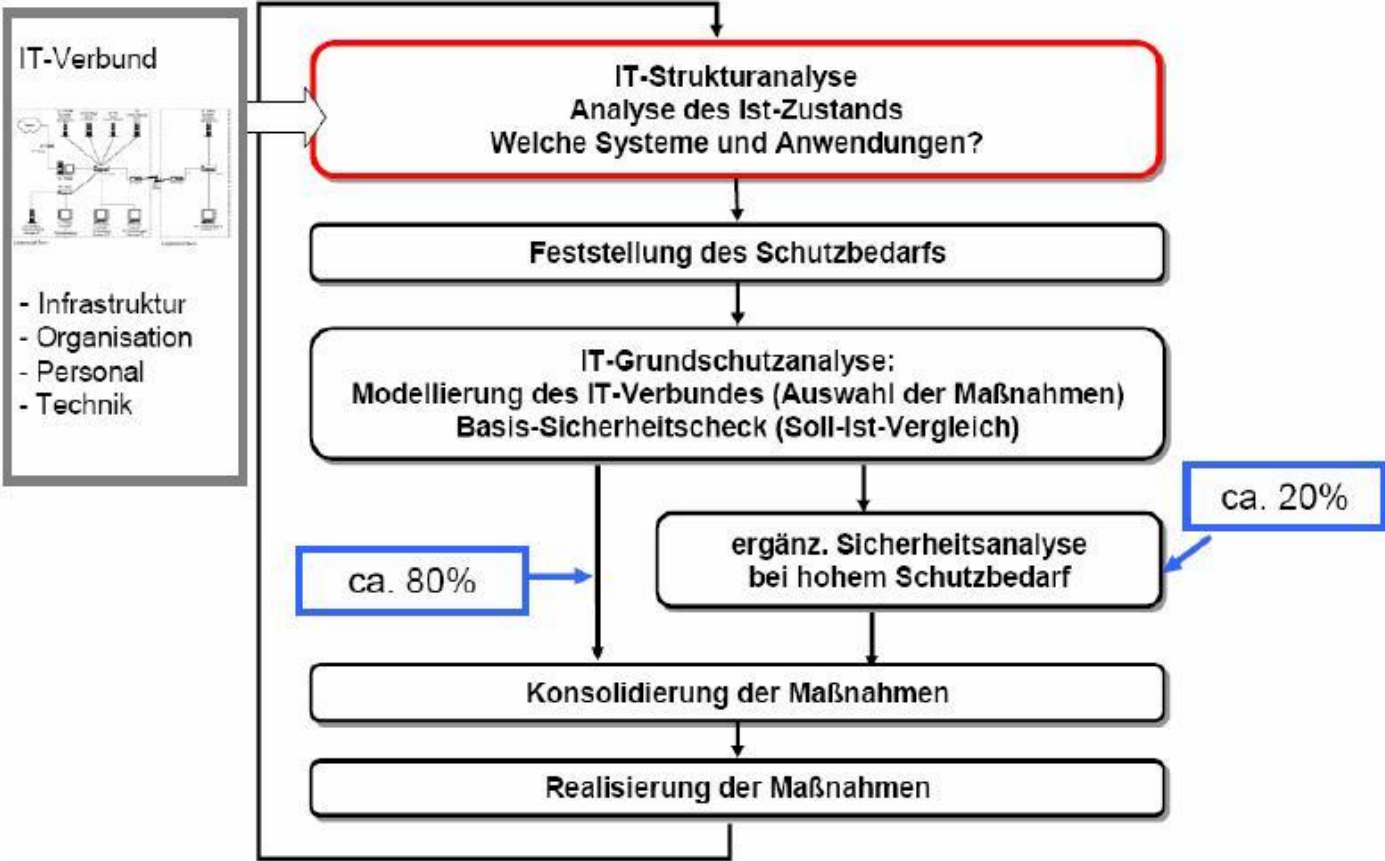 IT-Verbund
- Infrastruktur
- Organisation
- Personal
- Technik
IT-Strukturanalyse
Analyse des Ist-Zustands
Welche Systeme und Anwendungen?
Feststellung des Schutzbedarfs
IT-Grundschutzanalyse:
Modellierung des IT-Verbundes (Auswahl der Maßnahmen)
Basis-Sicherheitscheck (Soll-Ist-Vergleich)
ca. 20%
ergänz. Sicherheitsanalyse
bei hohem Schutzbedarf
ca. 80%
Konsolidierung der Maßnahmen
Realisierung der Maßnahmen